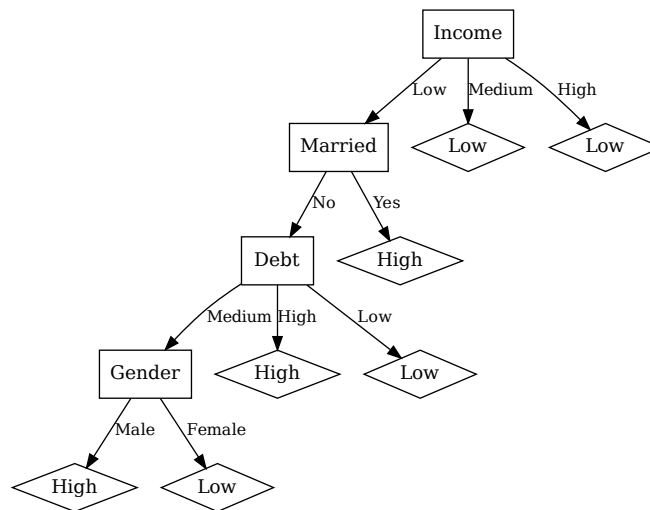 Income
Low Medium High
Married Low Low
No Yes
Debt High
Medium High Low
Gender High Low
Male Female
High Low